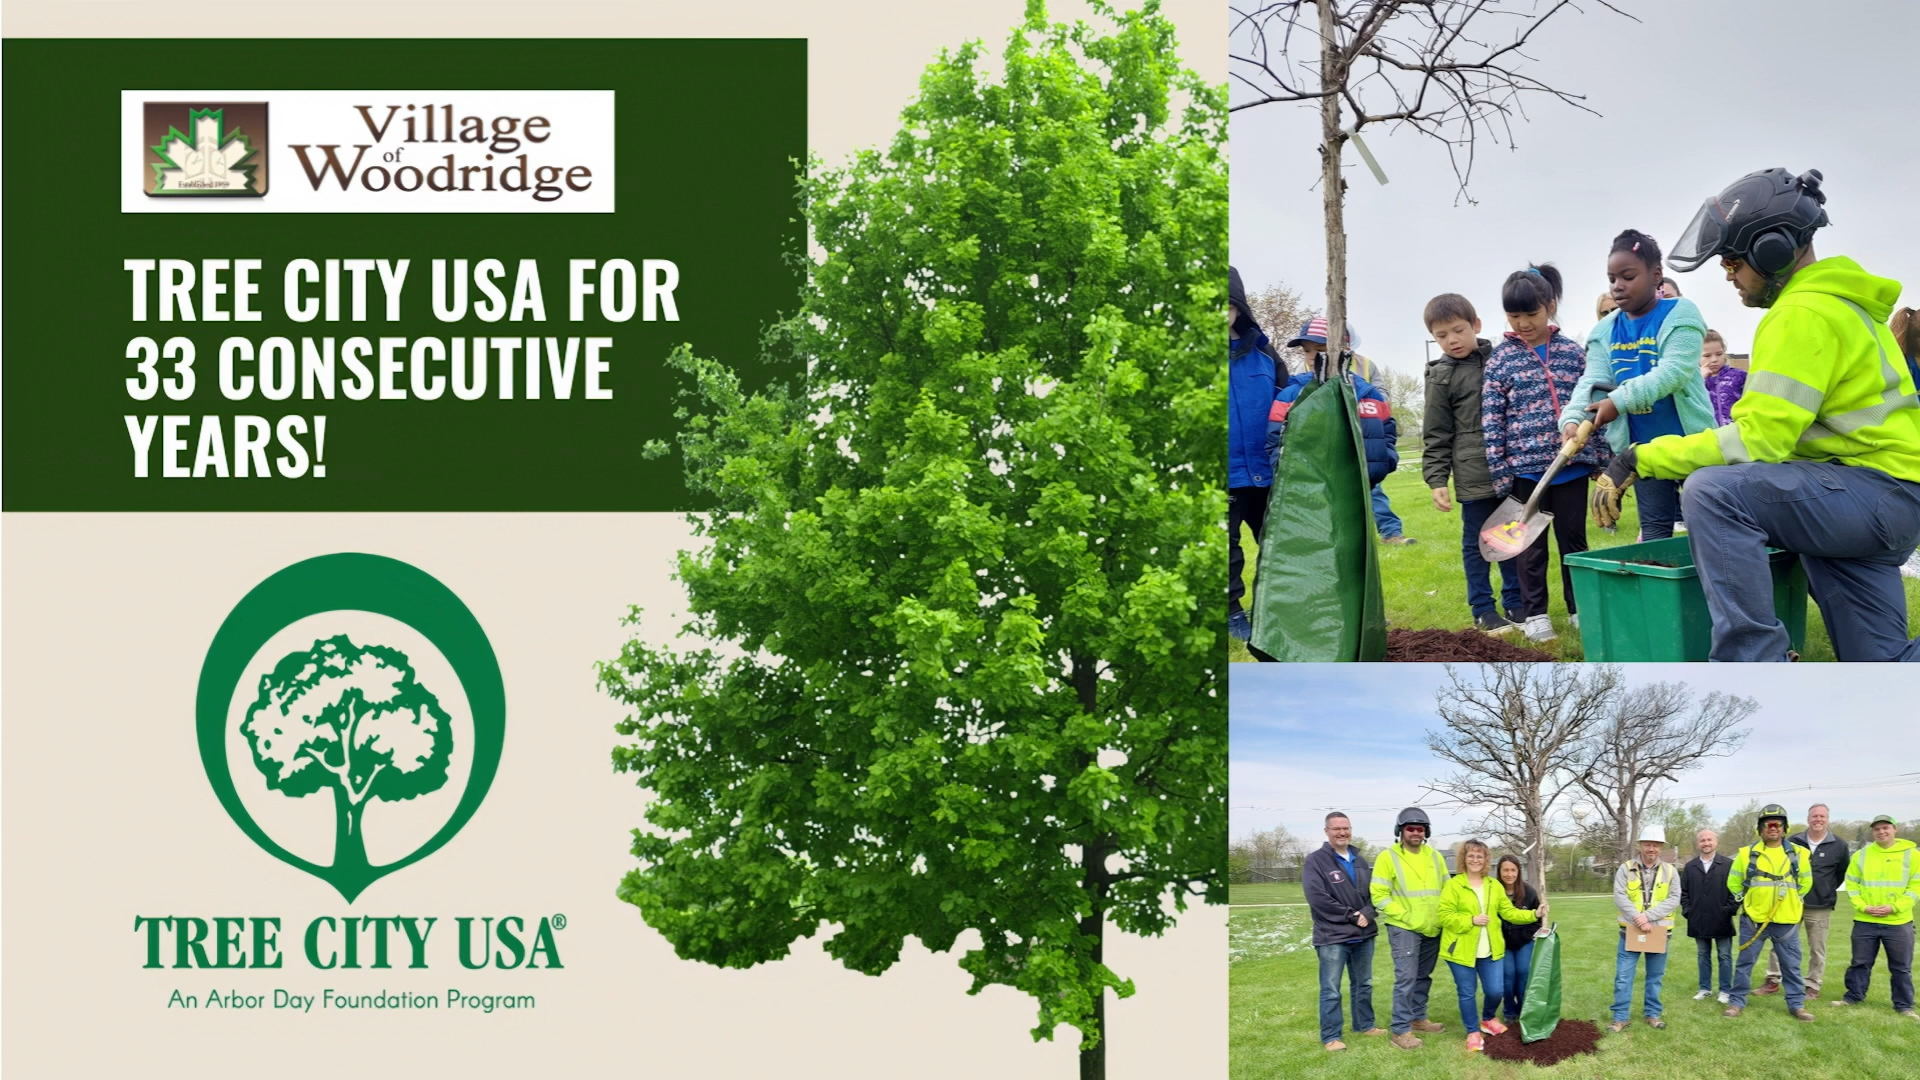 Village
of
Woodridge
TREE CITY USA FOR
33 CONSECUTIVE
YEARS!
TREE CITY USA®
An Arbor Day Foundation Program